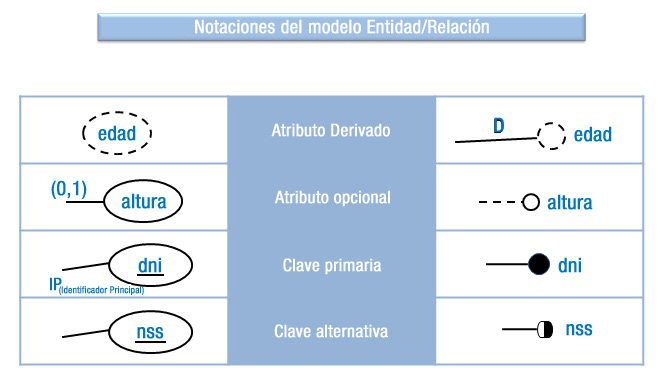 Notaciones del modelo Entidad/Relación
edad
Atributo Derivado
D
edad
(0,1)
altura
Atributo opcional
altura
dni
IP(Identificador Principal)
Clave primaria
dni
nss
Clave alternativa
nss